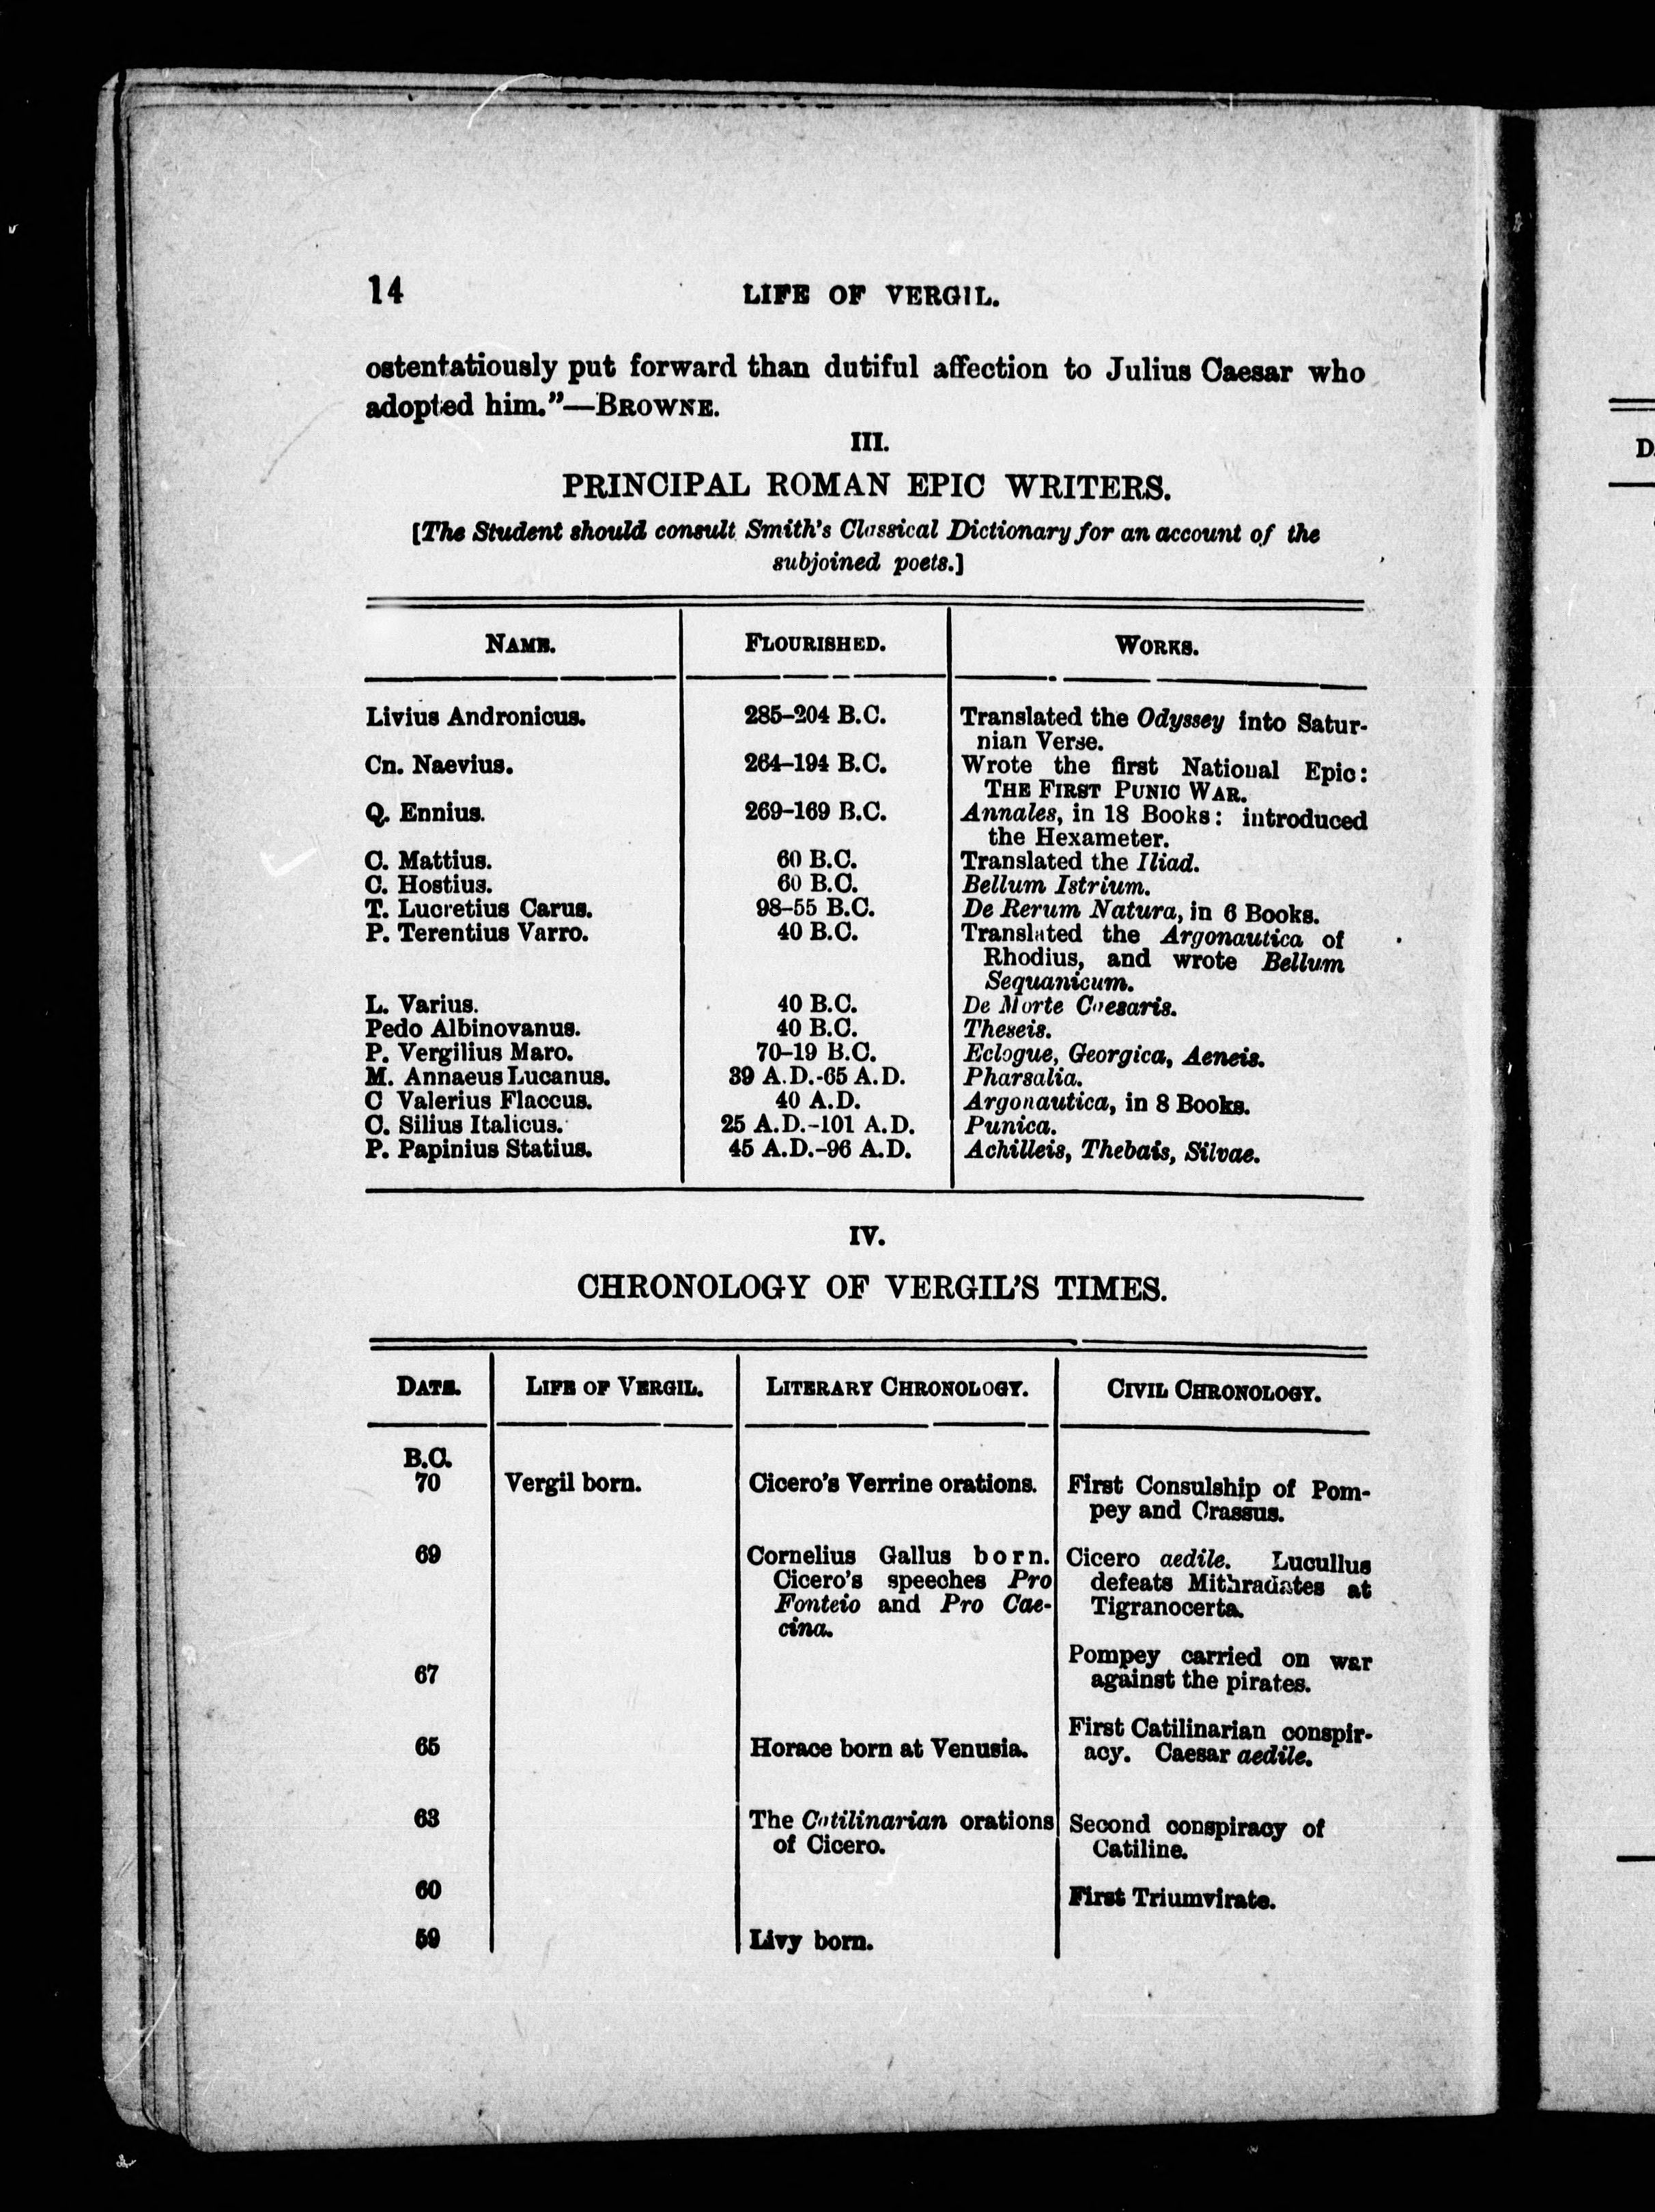 14 LIFE OF VERGIL.
ostentatiously put forward than dutiful affection to Julius Caesar who
adopted him."—BROWNE.
III.
PRINCIPAL ROMAN EPIC WRITERS.
[The Student should consult Smith's Classical Dictionary for an account of the
subjoined poets.]
NAME. FLOURISHED. WORKS.
Livius Andronicus. 285–204 B.C. Translated the Odyssey into Satur-
nian Verse.
Cn. Naevius. 264–194 B.C. Wrote the first National Epic:
THE FIRST PUNIC WAR.
Q. Ennius. 269–169 B.C. Annales, in 18 Books: introduced
the Hexameter.
C. Mattius. 60 B.C. Translated the Iliad.
C. Hostius. 60 B.C. Bellum Istrium.
T. Lucretius Carus. 98–55 B.C. De Rerum Natura, in 6 Books.
P. Terentius Varro. 40 B.C. Translated the Argonautica of
Rhodius, and wrote Bellum
Sequanicum.
L. Varius. 40 B.C. De Morte Caesaris.
Pedo Albinovanus. 40 B.C. Theseis.
P. Vergilius Maro. 70–19 B.C. Eclogue, Georgica, Aeneis.
M. Annaeus Lucanus. 39 A.D.-65 A.D. Pharsalia.
C Valerius Flaccus. 40 A.D. Argonautica, in 8 Books.
C. Silius Italicus. 25 A.D.–101 A.D. Punica.
P. Papinius Statius. 45 A.D.–96 A.D. Achilleis, Thebais, Silvae.
IV.
CHRONOLOGY OF VERGIL'S TIMES.
DATE. LIFE OF VERGIL. LITERARY CHRONOLOGY. CIVIL CHRONOLOGY.
B.C.
70 Vergil born. Cicero's Verrine orations. First Consulship of Pom-
pey and Crassus.
69 Cornelius Gallus born. Cicero aedile. Lucullus
Cicero's speeches Pro defeats Mithradates at
Fonteio and Pro Cae- Tigranocerta.
cina.
Pompey carried on war
67 against the pirates.
First Catilinarian conspir-
65 Horace born at Venusia. acy. Caesar aedile.
63 The Catilinarian orations Second conspiracy of
of Cicero. Catiline.
60 First Triumvirate.
59 Livy born.
D